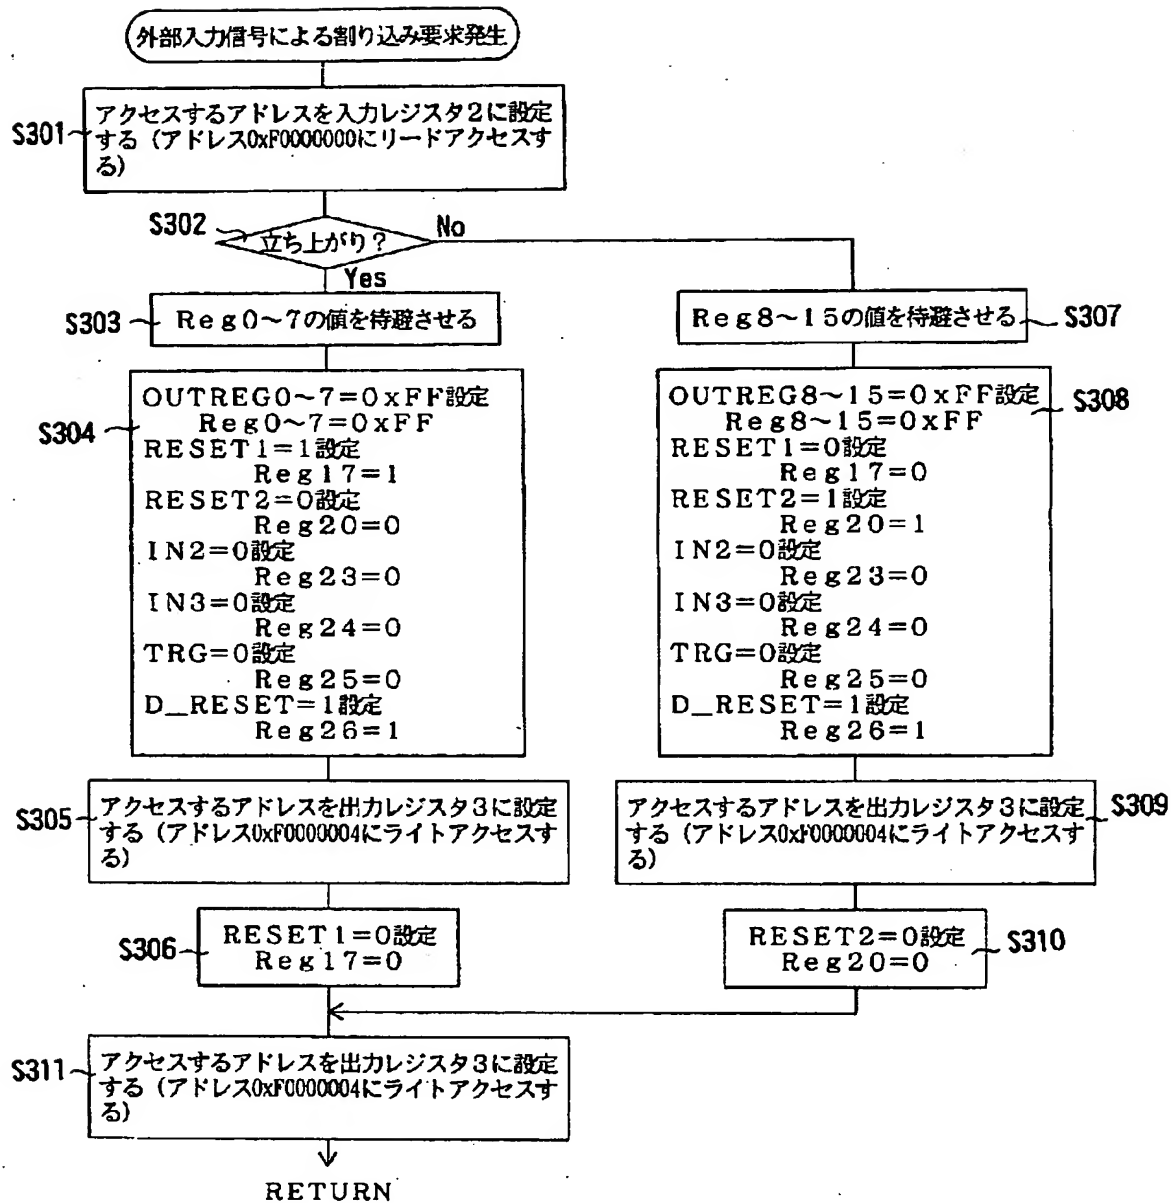 外部入力信号による割り込み要求発生
S301
アクセスするアドレスを入力レジスタ2に設定
する（アドレス0xF0000000にリードアクセスす
る）
S302
立ち上がり？
No
Yes
S303
Reg0～7の値を待避させる
Reg8～15の値を待避させる
S307
S304
OUTREG0～7=0xFF設定
Reg0～7=0xFF
RESET1=1設定
Reg17=1
RESET2=0設定
Reg20=0
IN2=0設定
Reg23=0
IN3=0設定
Reg24=0
TRG=0設定
Reg25=0
D_RESET=1設定
Reg26=1
OUTREG8～15=0xFF設定
Reg8～15=0xFF
RESET1=0設定
Reg17=0
RESET2=1設定
Reg20=1
IN2=0設定
Reg23=0
IN3=0設定
Reg24=0
TRG=0設定
Reg25=0
D_RESET=1設定
Reg26=1
S308
S305
アクセスするアドレスを出力レジスタ3に設定
する（アドレス0xF0000004にライトアクセスす
る）
アクセスするアドレスを出力レジスタ3に設定
する（アドレス0xF0000004にライトアクセスす
る）
S309
S306
RESET1=0設定
Reg17=0
RESET2=0設定
Reg20=0
S310
S311
アクセスするアドレスを出力レジスタ3に設定
する（アドレス0xF0000004にライトアクセスす
る）
RETURN